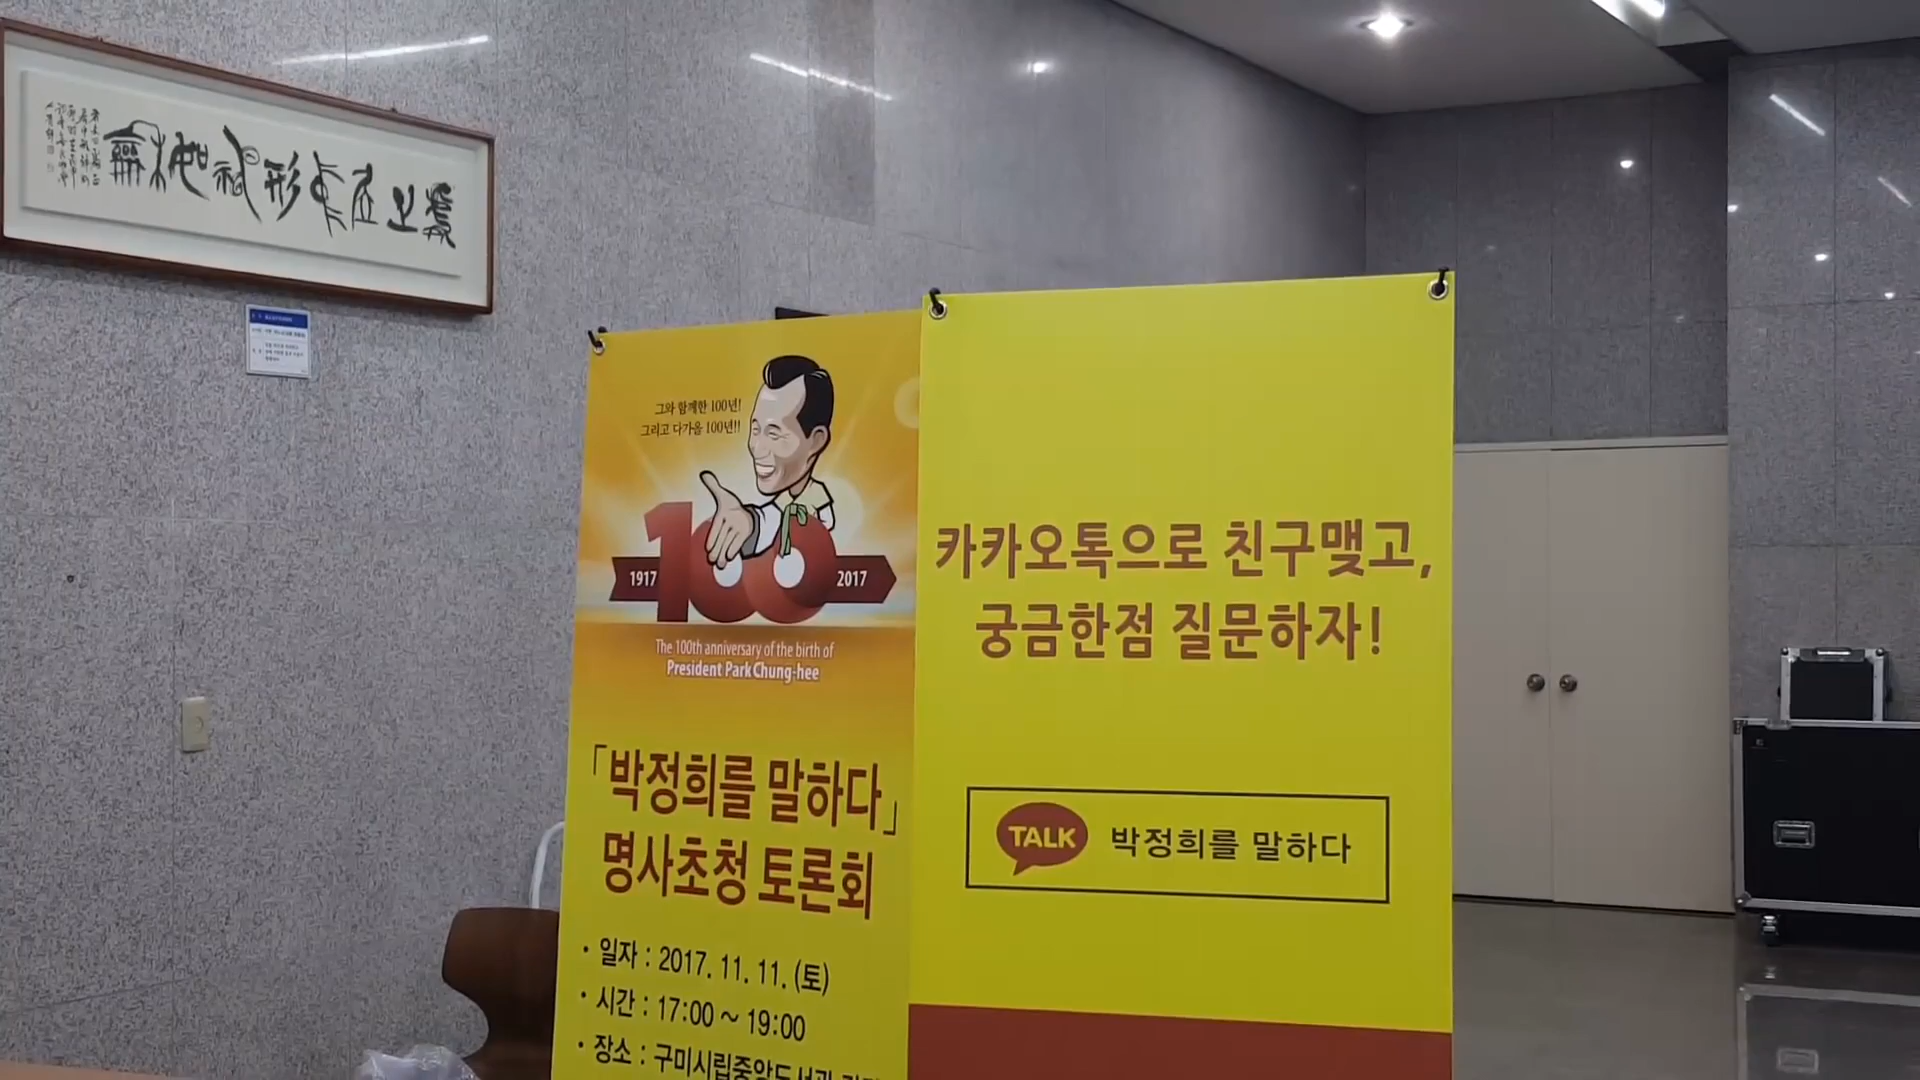 그와 함께한 100년!
그리고 다가올 100년!!
100
1917
2017
The 100th anniversary of the birth of
President Park Chung-hee
「박정희를 말하다」
명사초청 토론회
• 일자 : 2017. 11. 11. (토)
• 시간 : 17:00 ~ 19:00
• 장소 : 구미시립중앙도서관
카카오톡으로 친구맺고,
궁금한점 질문하자!
TALK 박정희를 말하다